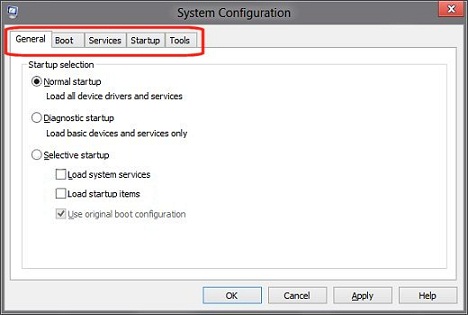 System Configuration
General Boot Services Startup Tools
Startup selection
Normal startup
Load all device drivers and services
Diagnostic startup
Load basic devices and services only
Selective startup
Load system services
Load startup items
Use original boot configuration
OK Cancel Apply Help